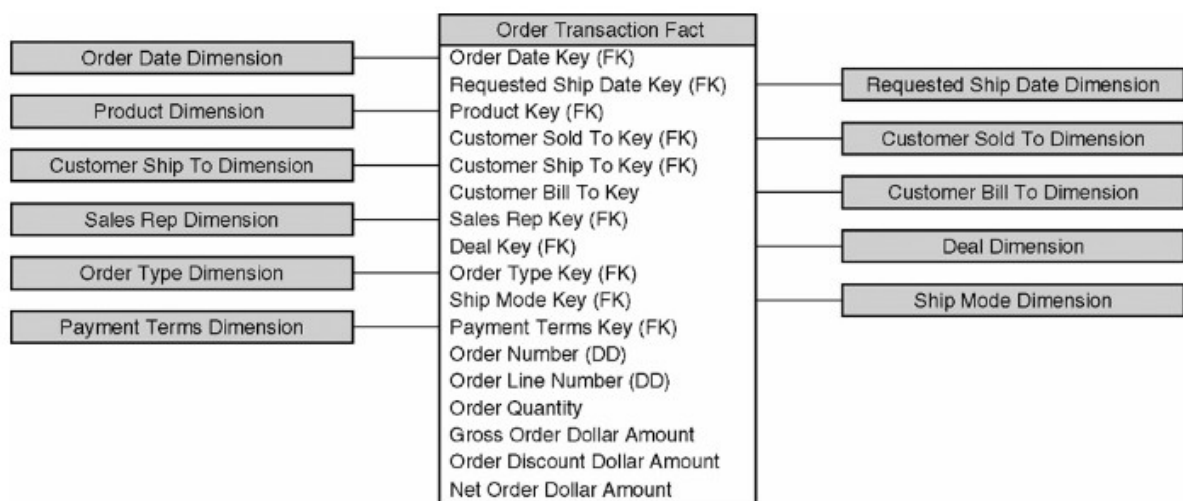 Order Transaction Fact
Order Date Key (FK)
Requested Ship Date Key (FK)
Product Key (FK)
Customer Sold To Key (FK)
Customer Ship To Key (FK)
Customer Bill To Key
Sales Rep Key (FK)
Deal Key (FK)
Order Type Key (FK)
Ship Mode Key (FK)
Payment Terms Key (FK)
Order Number (DD)
Order Line Number (DD)
Order Quantity
Gross Order Dollar Amount
Order Discount Dollar Amount
Net Order Dollar Amount
Order Date Dimension
Product Dimension
Customer Ship To Dimension
Sales Rep Dimension
Order Type Dimension
Payment Terms Dimension
Requested Ship Date Dimension
Customer Sold To Dimension
Customer Bill To Dimension
Deal Dimension
Ship Mode Dimension